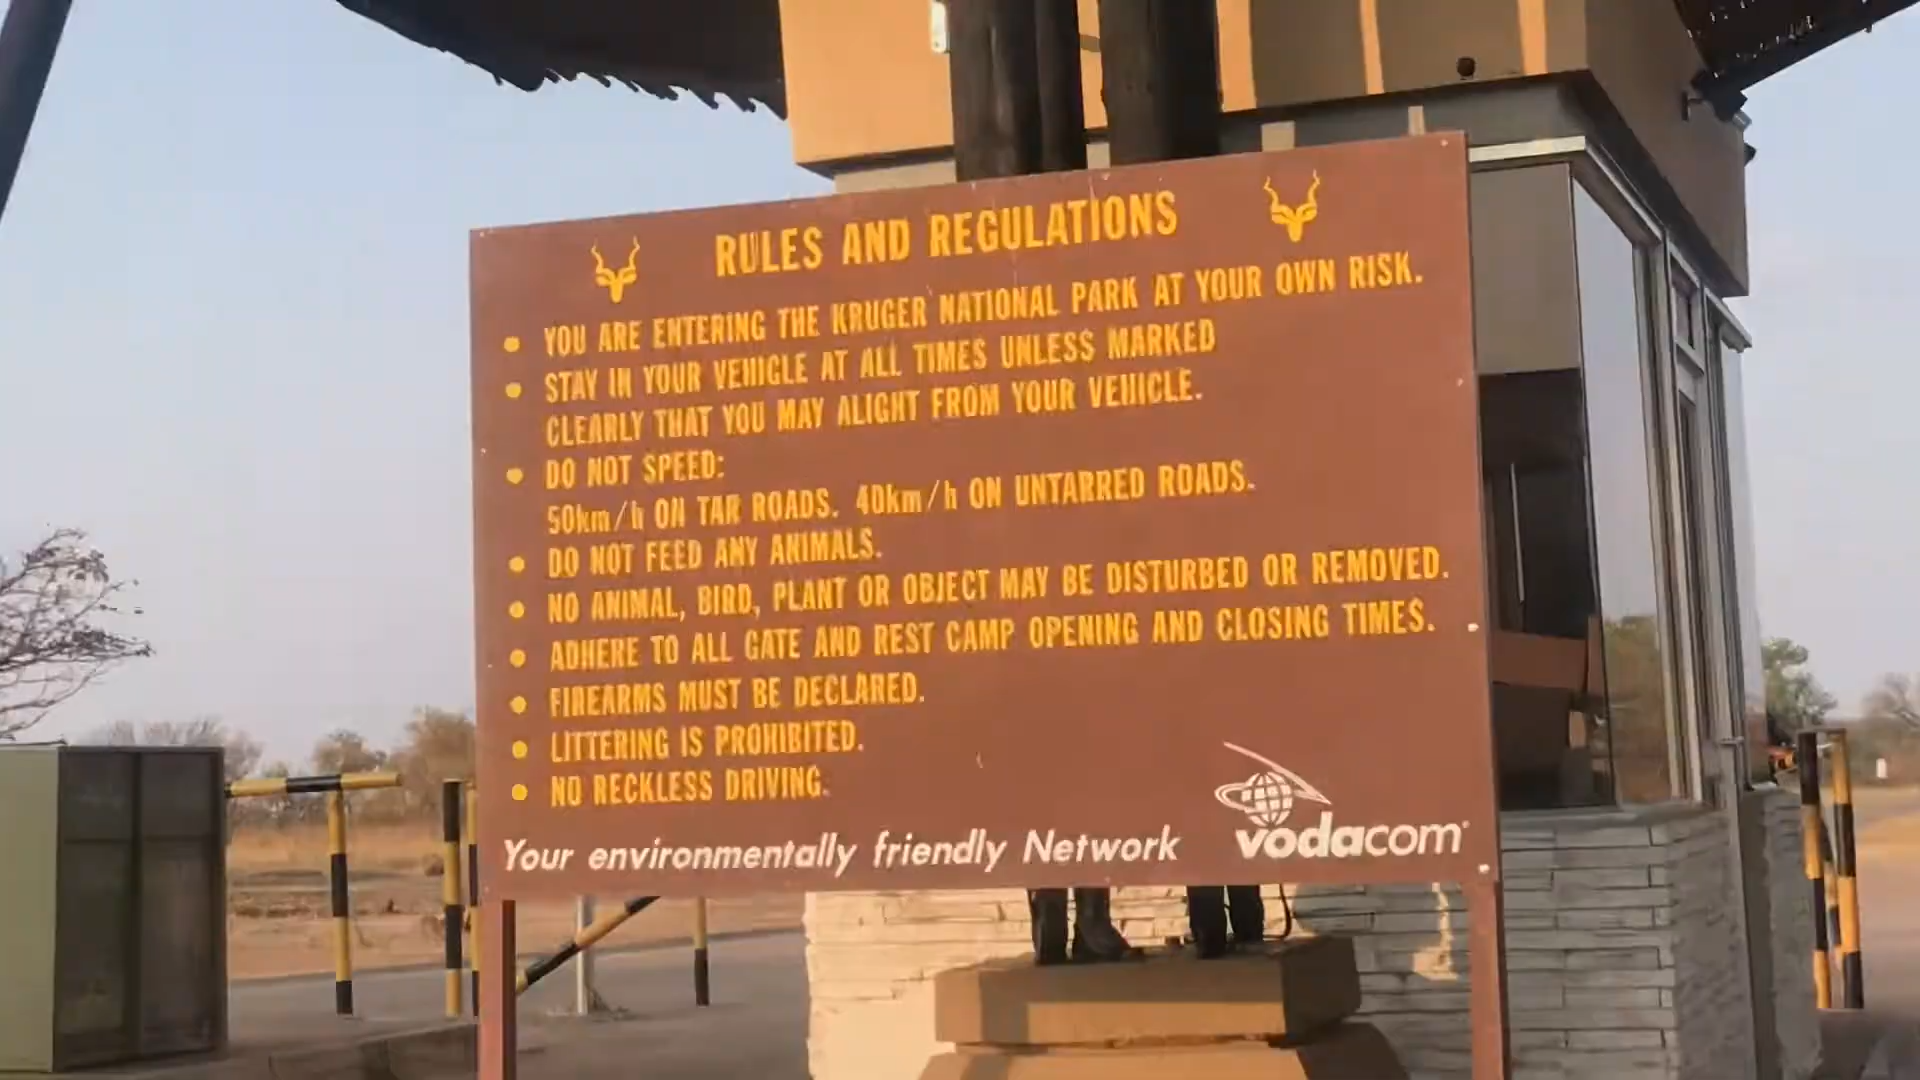 RULES AND REGULATIONS
• YOU ARE ENTERING THE KRUGER NATIONAL PARK AT YOUR OWN RISK.
• STAY IN YOUR VEHICLE AT ALL TIMES UNLESS MARKED
CLEARLY THAT YOU MAY ALIGHT FROM YOUR VEHICLE.
• DO NOT SPEED:
50km/h ON TAR ROADS. 40km/h ON UNTARRED ROADS.
• DO NOT FEED ANY ANIMALS.
• NO ANIMAL, BIRD, PLANT OR OBJECT MAY BE DISTURBED OR REMOVED.
• ADHERE TO ALL GATE AND REST CAMP OPENING AND CLOSING TIMES.
• FIREARMS MUST BE DECLARED.
• LITTERING IS PROHIBITED.
• NO RECKLESS DRIVING.
Your environmentally friendly Network
vodacom